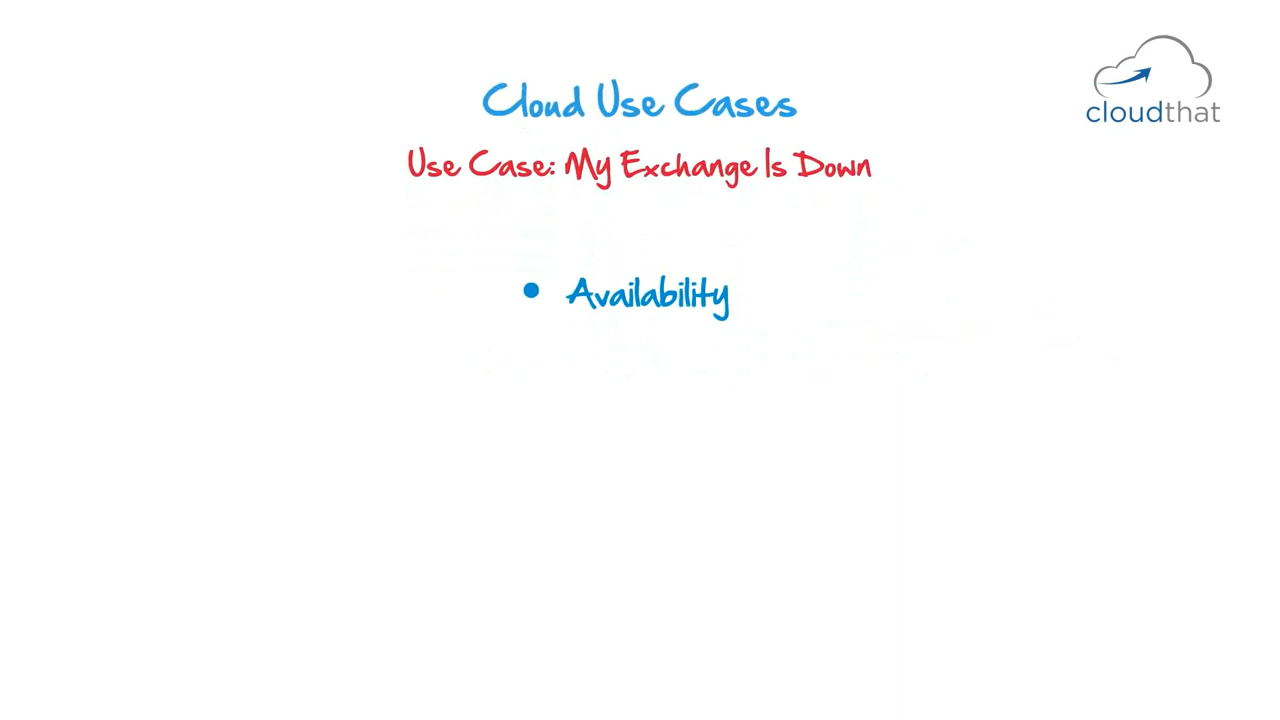 cloudthat
Cloud Use Cases
Use Case: My Exchange Is Down
• Availability